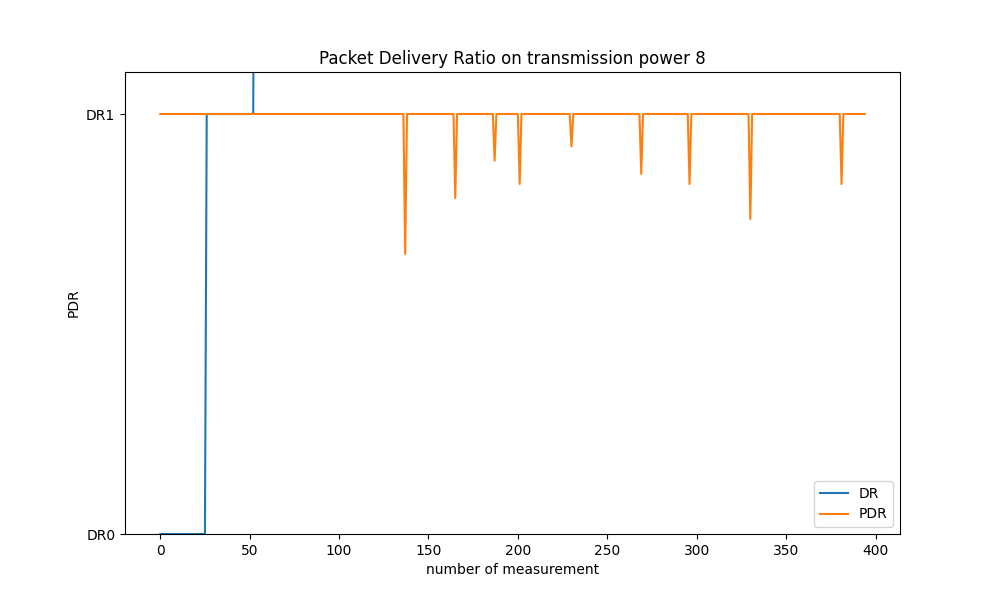 Packet Delivery Ratio on transmission power 8
DR1
PDR
DR0
0 50 100 150 200 250 300 350 400
number of measurement
DR
PDR